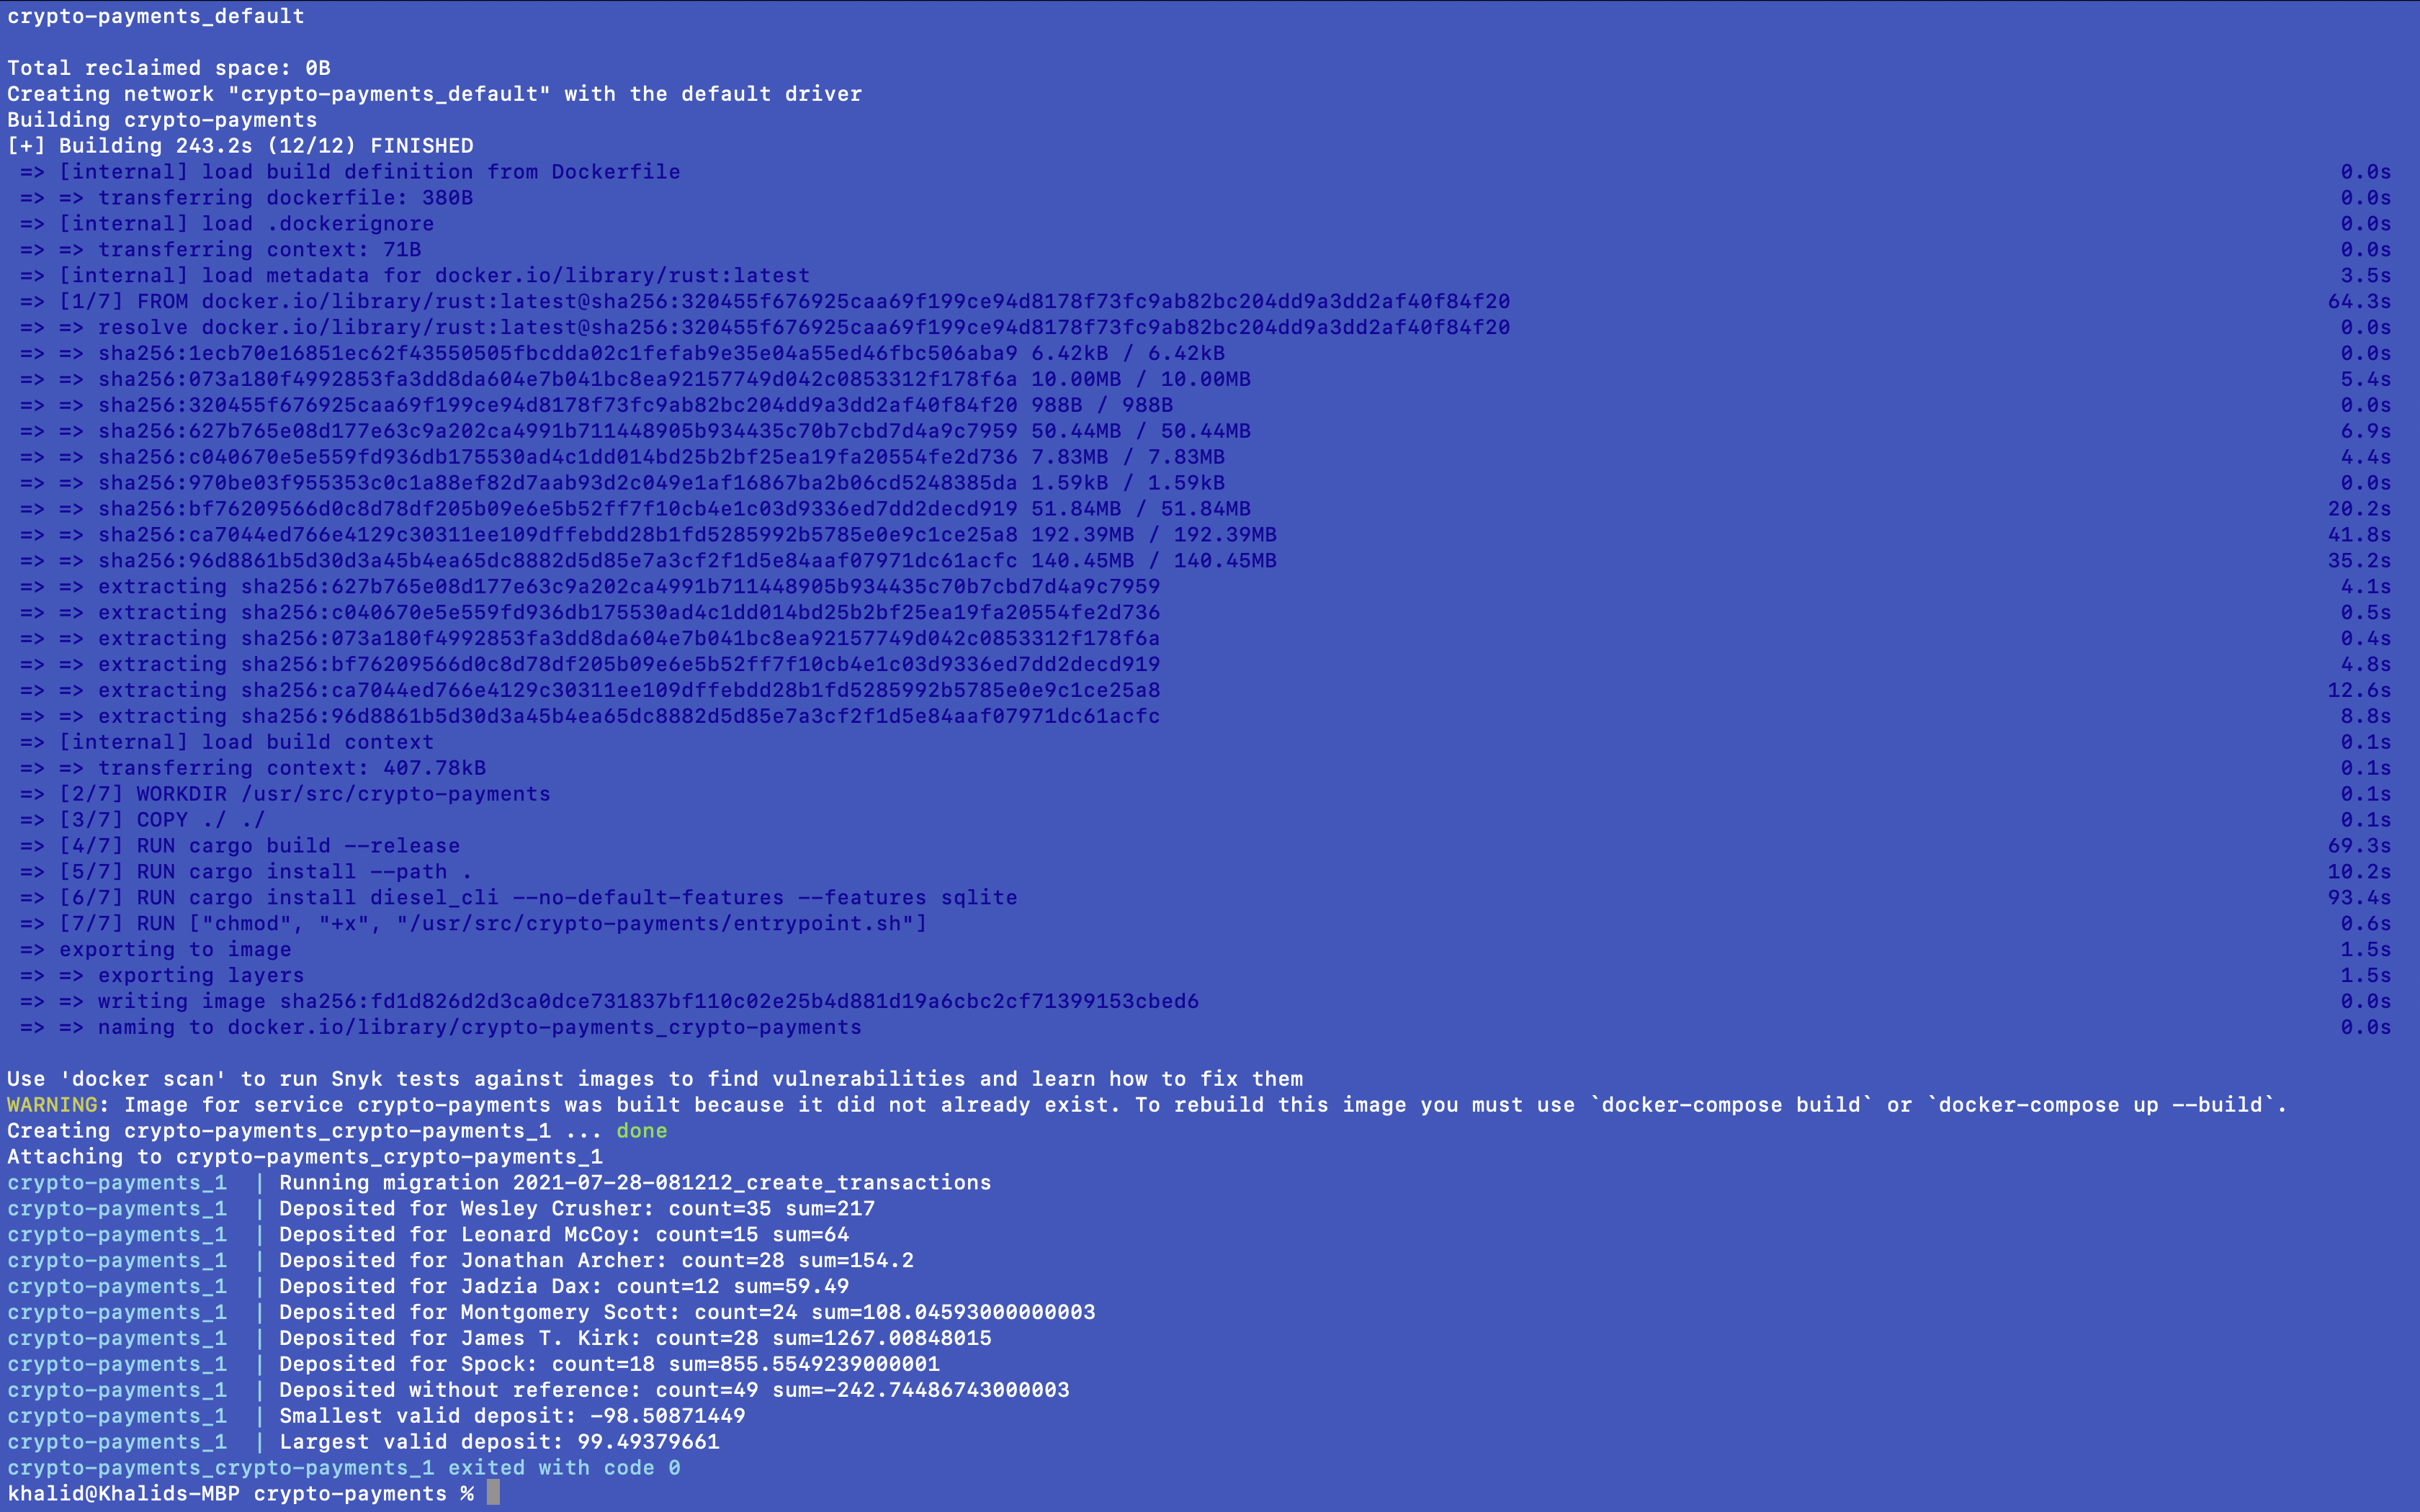 crypto-payments_default

Total reclaimed space: 0B
Creating network "crypto-payments_default" with the default driver
Building crypto-payments
[+] Building 243.2s (12/12) FINISHED
 => [internal] load build definition from Dockerfile 0.0s
 => => transferring dockerfile: 380B 0.0s
 => [internal] load .dockerignore 0.0s
 => => transferring context: 71B 0.0s
 => [internal] load metadata for docker.io/library/rust:latest 3.5s
 => [1/7] FROM docker.io/library/rust:latest@sha256:320455f676925caa69f199ce94d8178f73fc9ab82bc204dd9a3dd2af40f84f20 64.3s
 => => resolve docker.io/library/rust:latest@sha256:320455f676925caa69f199ce94d8178f73fc9ab82bc204dd9a3dd2af40f84f20 0.0s
 => => sha256:1ecb70e16851ec62f43550505fbcdda02c1fefab9e35e04a55ed46fbc506aba9 6.42kB / 6.42kB 0.0s
 => => sha256:073a180f4992853fa3dd8da604e7b041bc8ea92157749d042c0853312f178f6a 10.00MB / 10.00MB 5.4s
 => => sha256:320455f676925caa69f199ce94d8178f73fc9ab82bc204dd9a3dd2af40f84f20 988B / 988B 0.0s
 => => sha256:627b765e08d177e63c9a202ca4991b711448905b934435c70b7cbd7d4a9c7959 50.44MB / 50.44MB 6.9s
 => => sha256:c040670e5e559fd936db175530ad4c1dd014bd25b2bf25ea19fa20554fe2d736 7.83MB / 7.83MB 4.4s
 => => sha256:970be03f955353c0c1a88ef82d7aab93d2c049e1af16867ba2b06cd5248385da 1.59kB / 1.59kB 0.0s
 => => sha256:bf76209566d0c8d78df205b09e6e5b52ff7f10cb4e1c03d9336ed7dd2decd919 51.84MB / 51.84MB 20.2s
 => => sha256:ca7044ed766e4129c30311ee109dffebdd28b1fd5285992b5785e0e9c1ce25a8 192.39MB / 192.39MB 41.8s
 => => sha256:96d8861b5d30d3a45b4ea65dc8882d5d85e7a3cf2f1d5e84aaf07971dc61acfc 140.45MB / 140.45MB 35.2s
 => => extracting sha256:627b765e08d177e63c9a202ca4991b711448905b934435c70b7cbd7d4a9c7959 4.1s
 => => extracting sha256:c040670e5e559fd936db175530ad4c1dd014bd25b2bf25ea19fa20554fe2d736 0.5s
 => => extracting sha256:073a180f4992853fa3dd8da604e7b041bc8ea92157749d042c0853312f178f6a 0.4s
 => => extracting sha256:bf76209566d0c8d78df205b09e6e5b52ff7f10cb4e1c03d9336ed7dd2decd919 4.8s
 => => extracting sha256:ca7044ed766e4129c30311ee109dffebdd28b1fd5285992b5785e0e9c1ce25a8 12.6s
 => => extracting sha256:96d8861b5d30d3a45b4ea65dc8882d5d85e7a3cf2f1d5e84aaf07971dc61acfc 8.8s
 => [internal] load build context 0.1s
 => => transferring context: 407.78kB 0.1s
 => [2/7] WORKDIR /usr/src/crypto-payments 0.1s
 => [3/7] COPY ./ ./ 0.1s
 => [4/7] RUN cargo build --release 69.3s
 => [5/7] RUN cargo install --path . 10.2s
 => [6/7] RUN cargo install diesel_cli --no-default-features --features sqlite 93.4s
 => [7/7] RUN ["chmod", "+x", "/usr/src/crypto-payments/entrypoint.sh"] 0.6s
 => exporting to image 1.5s
 => => exporting layers 1.5s
 => => writing image sha256:fd1d826d2d3ca0dce731837bf110c02e25b4d881d19a6cbc2cf71399153cbed6 0.0s
 => => naming to docker.io/library/crypto-payments_crypto-payments 0.0s

Use 'docker scan' to run Snyk tests against images to find vulnerabilities and learn how to fix them
WARNING: Image for service crypto-payments was built because it did not already exist. To rebuild this image you must use `docker-compose build` or `docker-compose up --build`.
Creating crypto-payments_crypto-payments_1 ... done
Attaching to crypto-payments_crypto-payments_1
crypto-payments_1  | Running migration 2021-07-28-081212_create_transactions
crypto-payments_1  | Deposited for Wesley Crusher: count=35 sum=217
crypto-payments_1  | Deposited for Leonard McCoy: count=15 sum=64
crypto-payments_1  | Deposited for Jonathan Archer: count=28 sum=154.2
crypto-payments_1  | Deposited for Jadzia Dax: count=12 sum=59.49
crypto-payments_1  | Deposited for Montgomery Scott: count=24 sum=108.04593000000003
crypto-payments_1  | Deposited for James T. Kirk: count=28 sum=1267.00848015
crypto-payments_1  | Deposited for Spock: count=18 sum=855.5549239000001
crypto-payments_1  | Deposited without reference: count=49 sum=-242.74486743000003
crypto-payments_1  | Smallest valid deposit: -98.50871449
crypto-payments_1  | Largest valid deposit: 99.49379661
crypto-payments_crypto-payments_1 exited with code 0
khalid@Khalids-MBP crypto-payments %